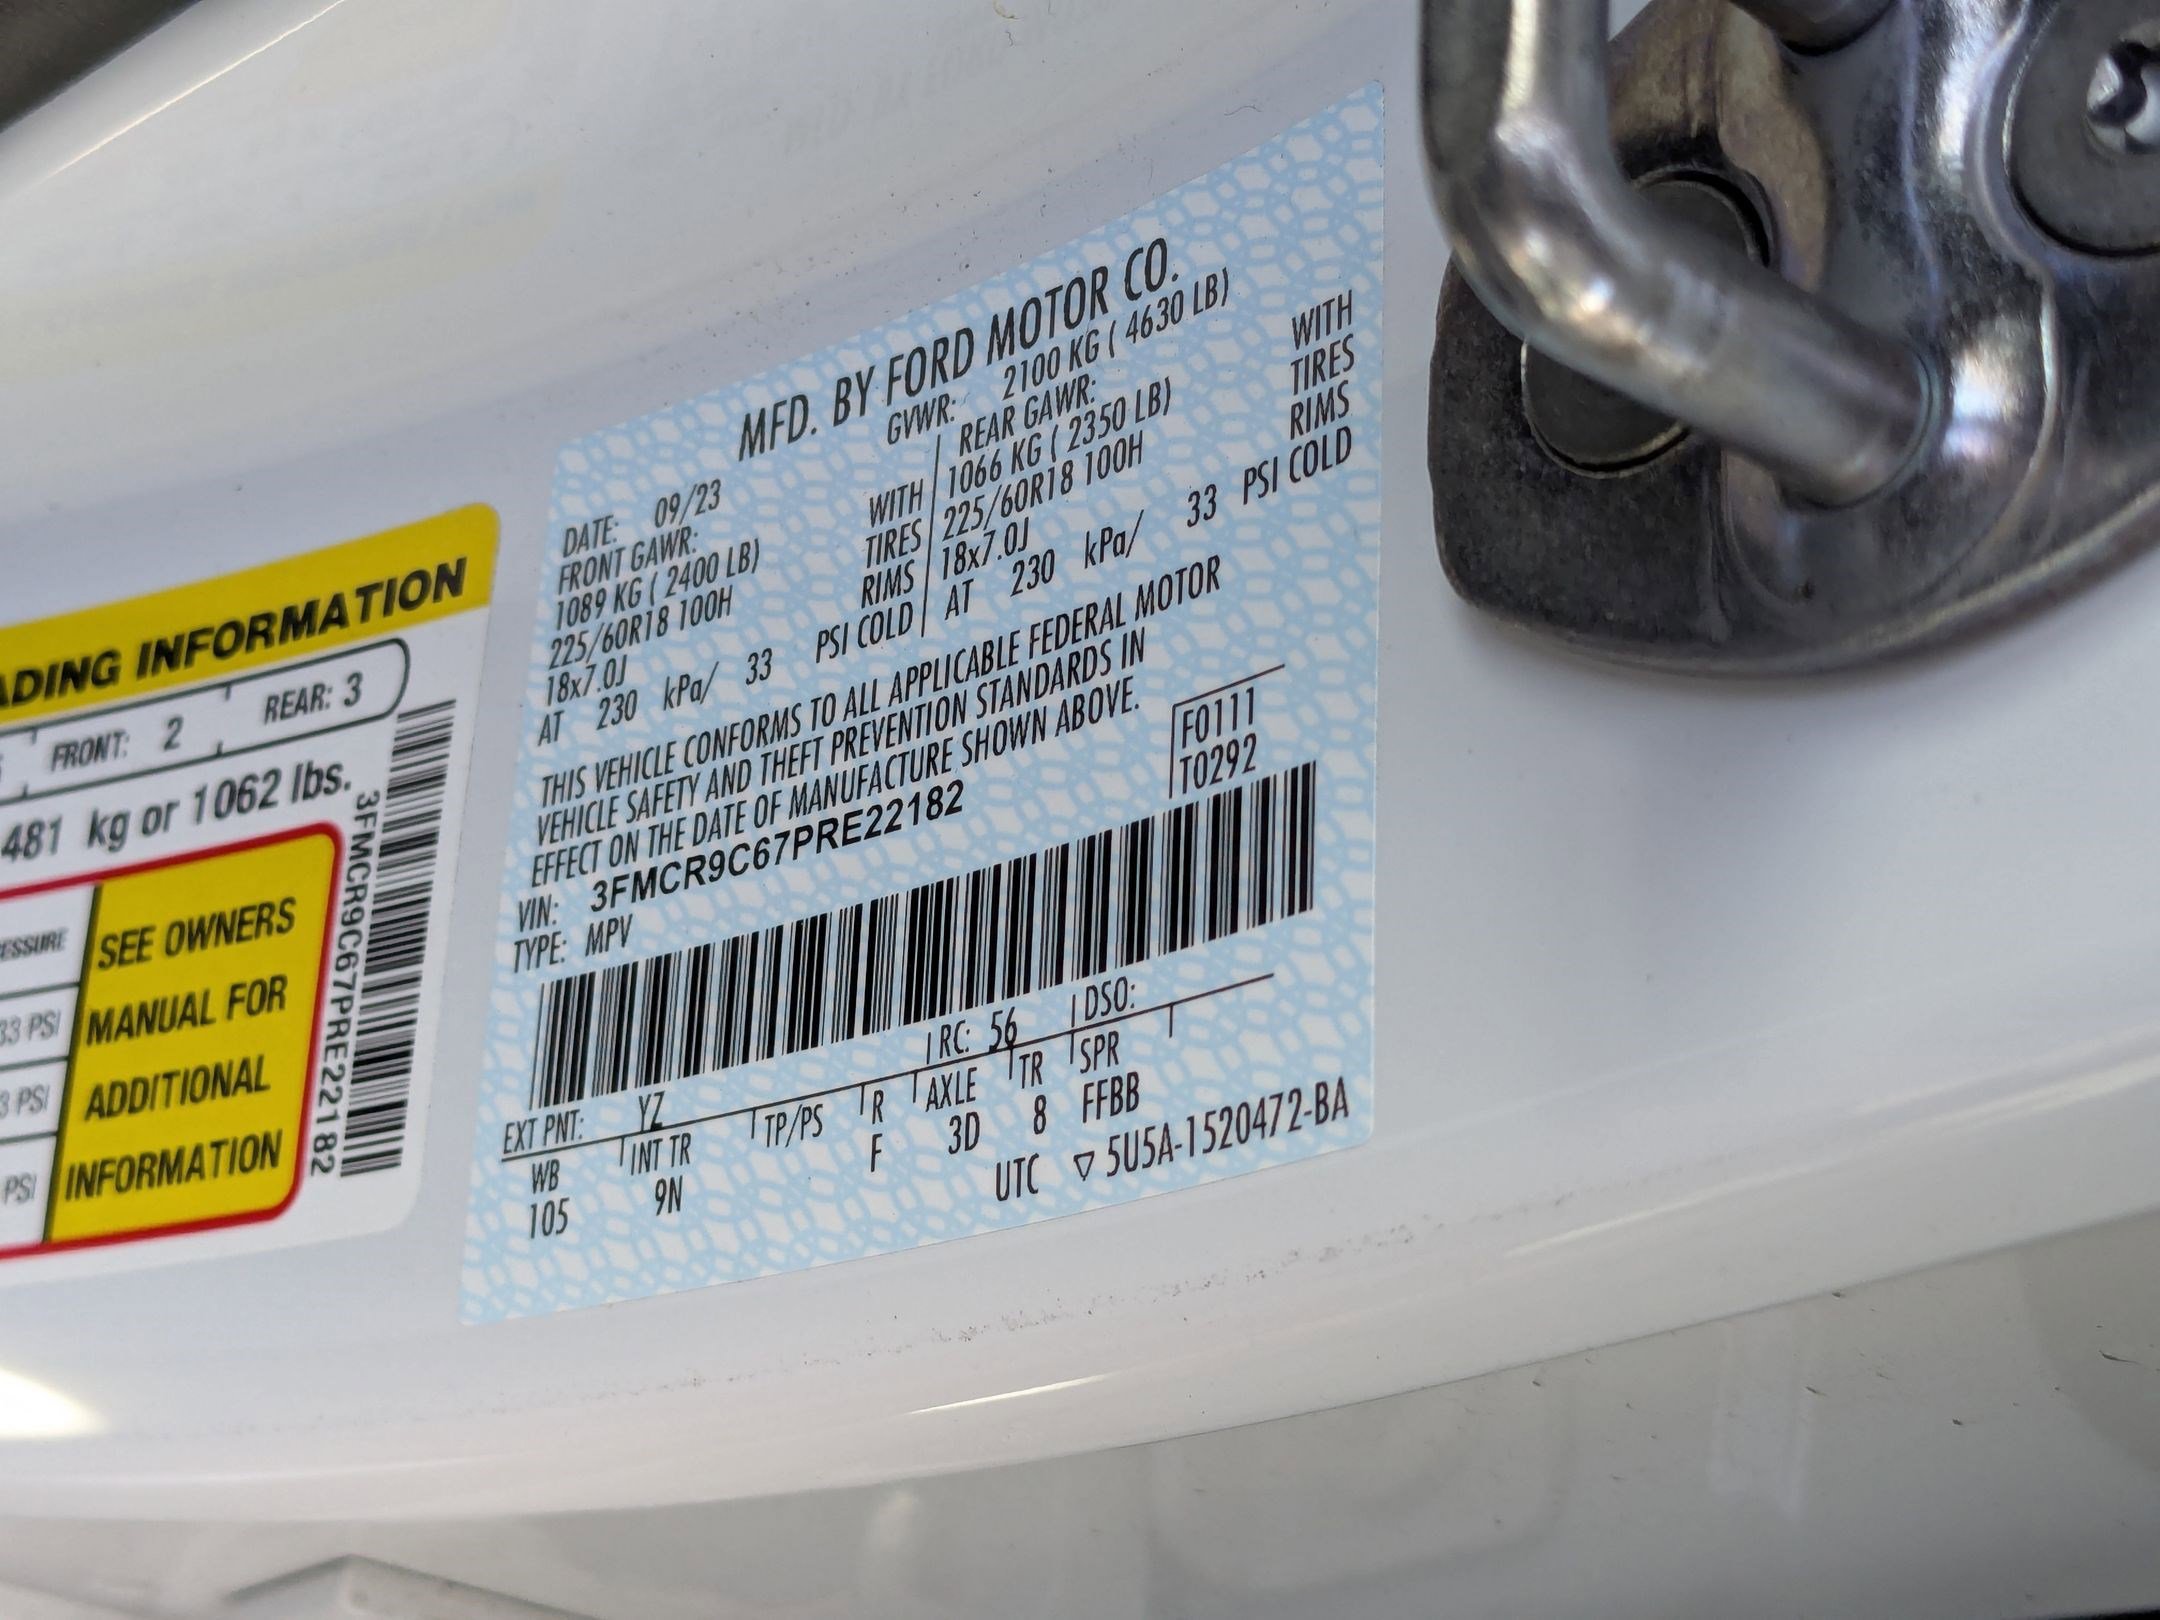 MFD. BY FORD MOTOR CO.
DATE: 09/23 GVWR: 2100 KG ( 4630 LB)
FRONT GAWR: REAR GAWR:
1089 KG ( 2400 LB) WITH 1066 KG ( 2350 LB) WITH
225/60R18 100H TIRES 225/60R18 100H TIRES
18x7.0J RIMS 18x7.0J RIMS
AT 230 kPa/ 33 PSI COLD AT 230 kPa/ 33 PSI COLD
THIS VEHICLE CONFORMS TO ALL APPLICABLE FEDERAL MOTOR
VEHICLE SAFETY AND THEFT PREVENTION STANDARDS IN
EFFECT ON THE DATE OF MANUFACTURE SHOWN ABOVE.
VIN: 3FMCR9C67PRE22182 F0111
TYPE: MPV T0292
EXT PNT: YZ RC: 56 DSO:
WB INT TR TP/PS R AXLE TR SPR
105 9N F 3D 8 FFBB
UTC ▽ 5U5A-1520472-BA
ADING INFORMATION
FRONT: 2 REAR: 3
481 kg or 1062 lbs.
ESSURE SEE OWNERS
33 PSI MANUAL FOR
3 PSI ADDITIONAL
PSI INFORMATION
3FMCR9C67PRE22182